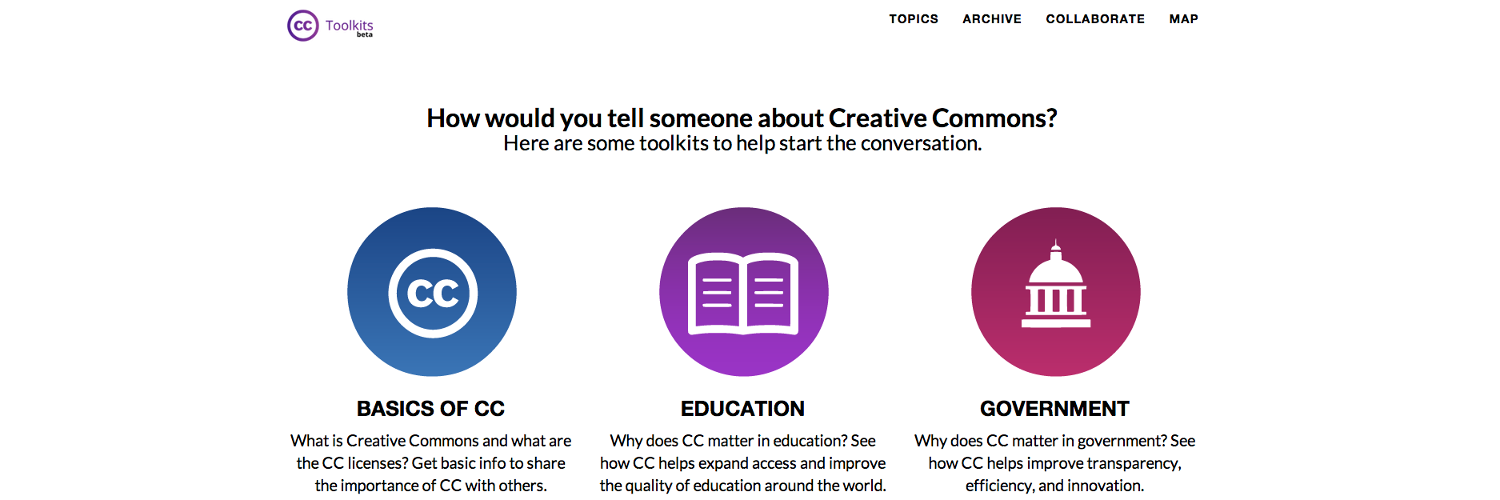 CC Toolkits
beta
TOPICS ARCHIVE COLLABORATE MAP
How would you tell someone about Creative Commons?
Here are some toolkits to help start the conversation.
CC
BASICS OF CC
What is Creative Commons and what are
the CC licenses? Get basic info to share
the importance of CC with others.
EDUCATION
Why does CC matter in education? See
how CC helps expand access and improve
the quality of education around the world.
GOVERNMENT
Why does CC matter in government? See
how CC helps improve transparency,
efficiency, and innovation.